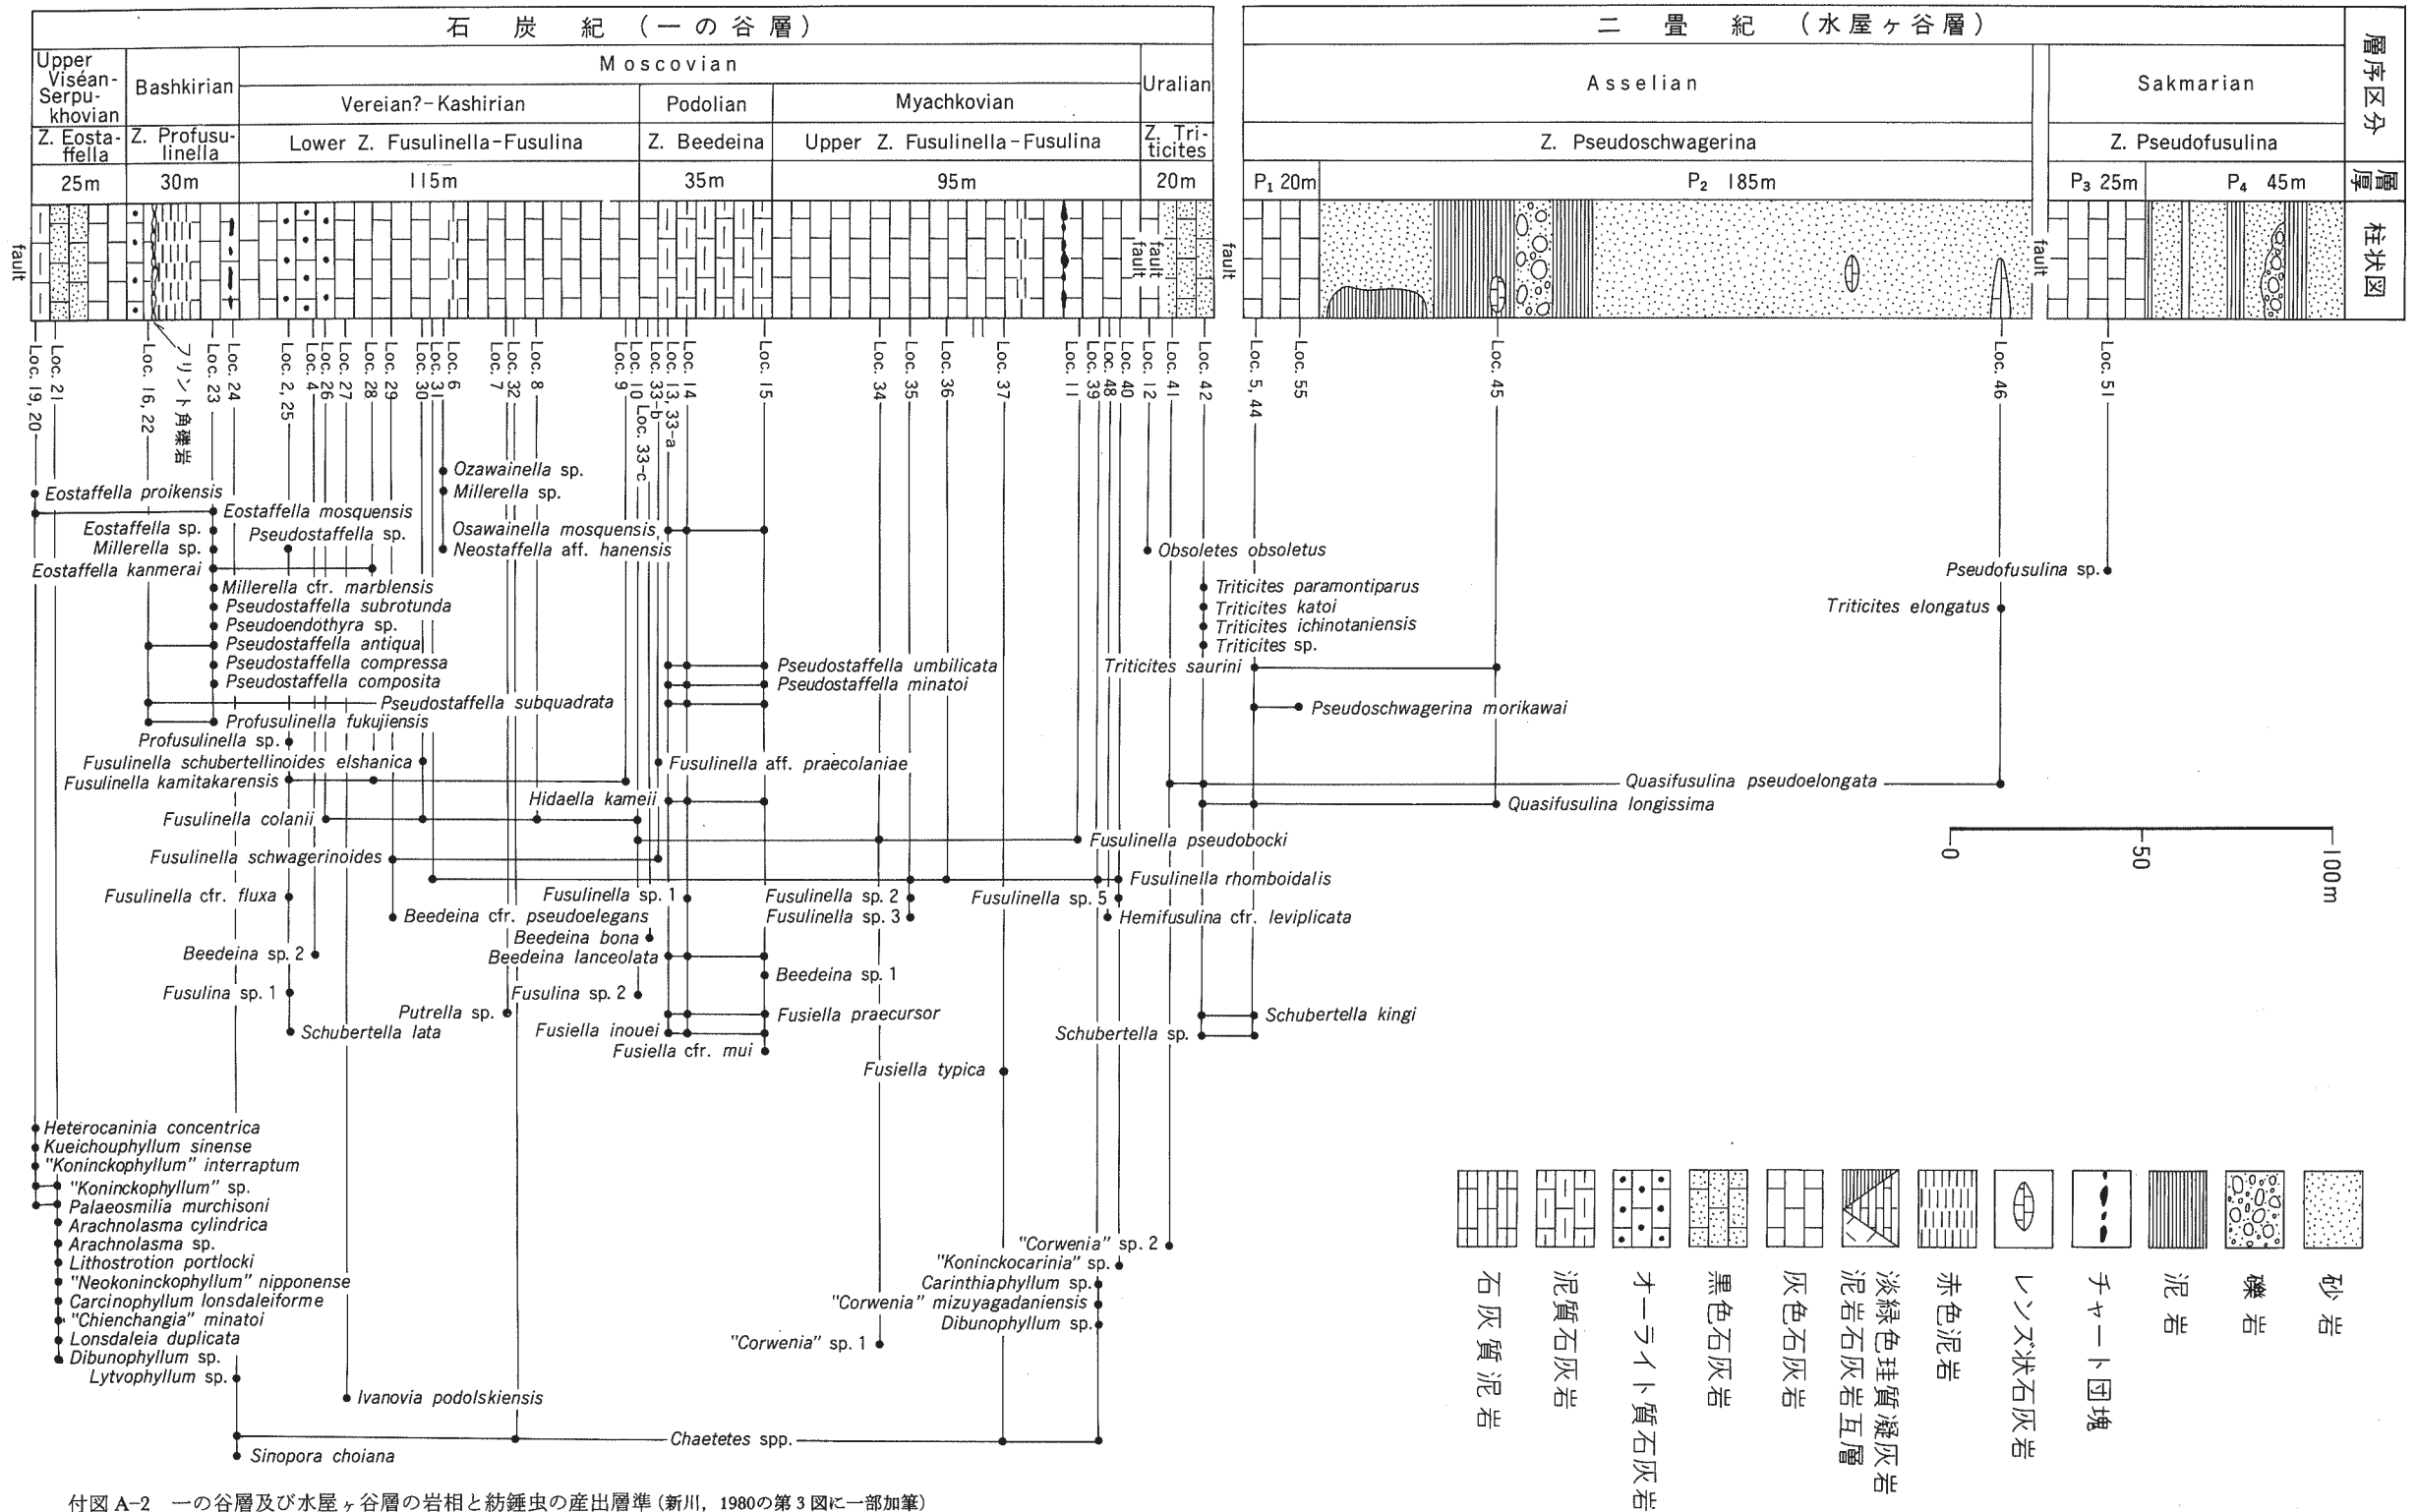 石炭紀 (一の谷層)
二畳紀 (水屋ヶ谷層)
層序区分
Upper
Viséan-
Serpu-
khovian
Bashkirian
Moscovian
Uralian
Asselian
Sakmarian
Vereian?-Kashirian
Podolian
Myachkovian
Z. Eosta-
ffella
Z. Profusu-
linella
Lower Z. Fusulinella-Fusulina
Z. Beedeina
Upper Z. Fusulinella-Fusulina
Z. Tri-
ticites
Z. Pseudoschwagerina
Z. Pseudofusulina
25m
30m
115m
35m
95m
20m
P₁ 20m
P₂ 185m
P₃ 25m
P₄ 45m
層厚
柱状図
fault
fault
fault
fault
fault
Loc. 19, 20
Loc. 21
Loc. 16, 22
フリント角礫岩
Loc. 23
Loc. 24
Loc. 2, 25
Loc. 4
Loc. 26
Loc. 27
Loc. 28
Loc. 29
Loc. 30
Loc. 31
Loc. 6
Loc. 7
Loc. 32
Loc. 8
Loc. 9
Loc. 10
Loc. 33-c
Loc. 33-b
Loc. 13, 33-a
Loc. 14
Loc. 15
Loc. 34
Loc. 35
Loc. 36
Loc. 37
Loc. 11
Loc. 39
Loc. 48
Loc. 40
Loc. 12
Loc. 41
Loc. 42
Loc. 5, 44
Loc. 55
Loc. 45
Loc. 46
Loc. 51
Ozawainella sp.
Eostaffella proikensis
Millerella sp.
Eostaffella mosquensis
Eostaffella sp.
Pseudostaffella sp.
Osawainella mosquensis
Millerella sp.
Neostaffella aff. hanensis
Obsoletes obsoletus
Eostaffella kanmerai
Pseudofusulina sp.
Millerella cfr. marblensis
Triticites paramontiparus
Pseudostaffella subrotunda
Triticites katoi
Triticites elongatus
Pseudoendothyra sp.
Triticites ichinotaniensis
Pseudostaffella antiqua
Triticites sp.
Pseudostaffella compressa
Pseudostaffella umbilicata
Triticites saurini
Pseudostaffella composita
Pseudostaffella minatoi
Pseudostaffella subquadrata
Pseudoschwagerina morikawai
Profusulinella fukujiensis
Profusulinella sp.
Fusulinella schubertellinoides elshanica
Fusulinella aff. praecolaniae
Fusulinella kamitakarensis
Quasifusulina pseudoelongata
Hidaella kameii
Quasifusulina longissima
Fusulinella colanii
Fusulinella pseudobocki
Fusulinella schwagerinoides
Fusulinella rhomboidalis
Fusulinella cfr. fluxa
Fusulinella sp. 1
Fusulinella sp. 2
Fusulinella sp. 5
Beedeina cfr. pseudoelegans
Fusulinella sp. 3
Hemifusulina cfr. leviplicata
Beedeina bona
Beedeina sp. 2
Beedeina lanceolata
Beedeina sp. 1
Fusulina sp. 1
Fusulina sp. 2
Putrella sp.
Fusiella praecursor
Schubertella kingi
Schubertella lata
Fusiella inouei
Schubertella sp.
Fusiella cfr. mui
Fusiella typica
0
50
100m
Heterocaninia concentrica
Kueichouphyllum sinense
"Koninckophyllum" interraptum
"Koninckophyllum" sp.
Palaeosmilia murchisoni
Arachnolasma cylindrica
Arachnolasma sp.
"Corwenia" sp. 2
Lithostrotion portlocki
"Koninckocarinia" sp.
"Neokoninckophyllum" nipponense
Carinthiaphyllum sp.
Carcinophyllum lonsdaleiforme
"Corwenia" mizuyagadaniensis
"Chienchangia" minatoi
Dibunophyllum sp.
Lonsdaleia duplicata
"Corwenia" sp. 1
Dibunophyllum sp.
Lytvophyllum sp.
Ivanovia podolskiensis
Chaetetes spp.
Sinopora choiana
石灰質泥岩
泥質石灰岩
オーライト質石灰岩
黒色石灰岩
灰色石灰岩
淡緑色珪質凝灰岩
泥岩石灰岩互層
赤色泥岩
レンズ状石灰岩
チャート団塊
泥岩
礫岩
砂岩
付図 A-2 一の谷層及び水屋ヶ谷層の岩相と紡錘虫の産出層準 (新川, 1980の第3図に一部加筆)